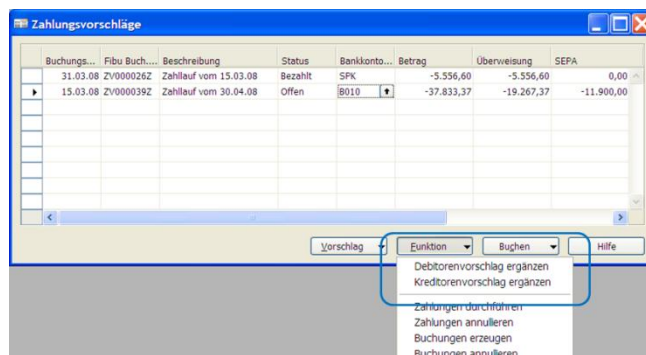 Zahlungsvorschläge
Buchungs... Fibu Buch.... Beschreibung Status Bankkonto... Betrag Überweisung SEPA
31.03.08 ZV000026Z Zahllauf vom 15.03.08 Bezahlt SPK -5.556,60 -5.556,60 0,00
15.03.08 ZV000039Z Zahllauf vom 30.04.08 Offen B010 -37.833,37 -19.267,37 -11.900,00
Vorschlag Funktion Buchen Hilfe
Debitorenvorschlag ergänzen
Kreditorenvorschlag ergänzen
Zahlungen durchführen
Zahlungen annullieren
Buchungen erzeugen
Buchungen annullieren